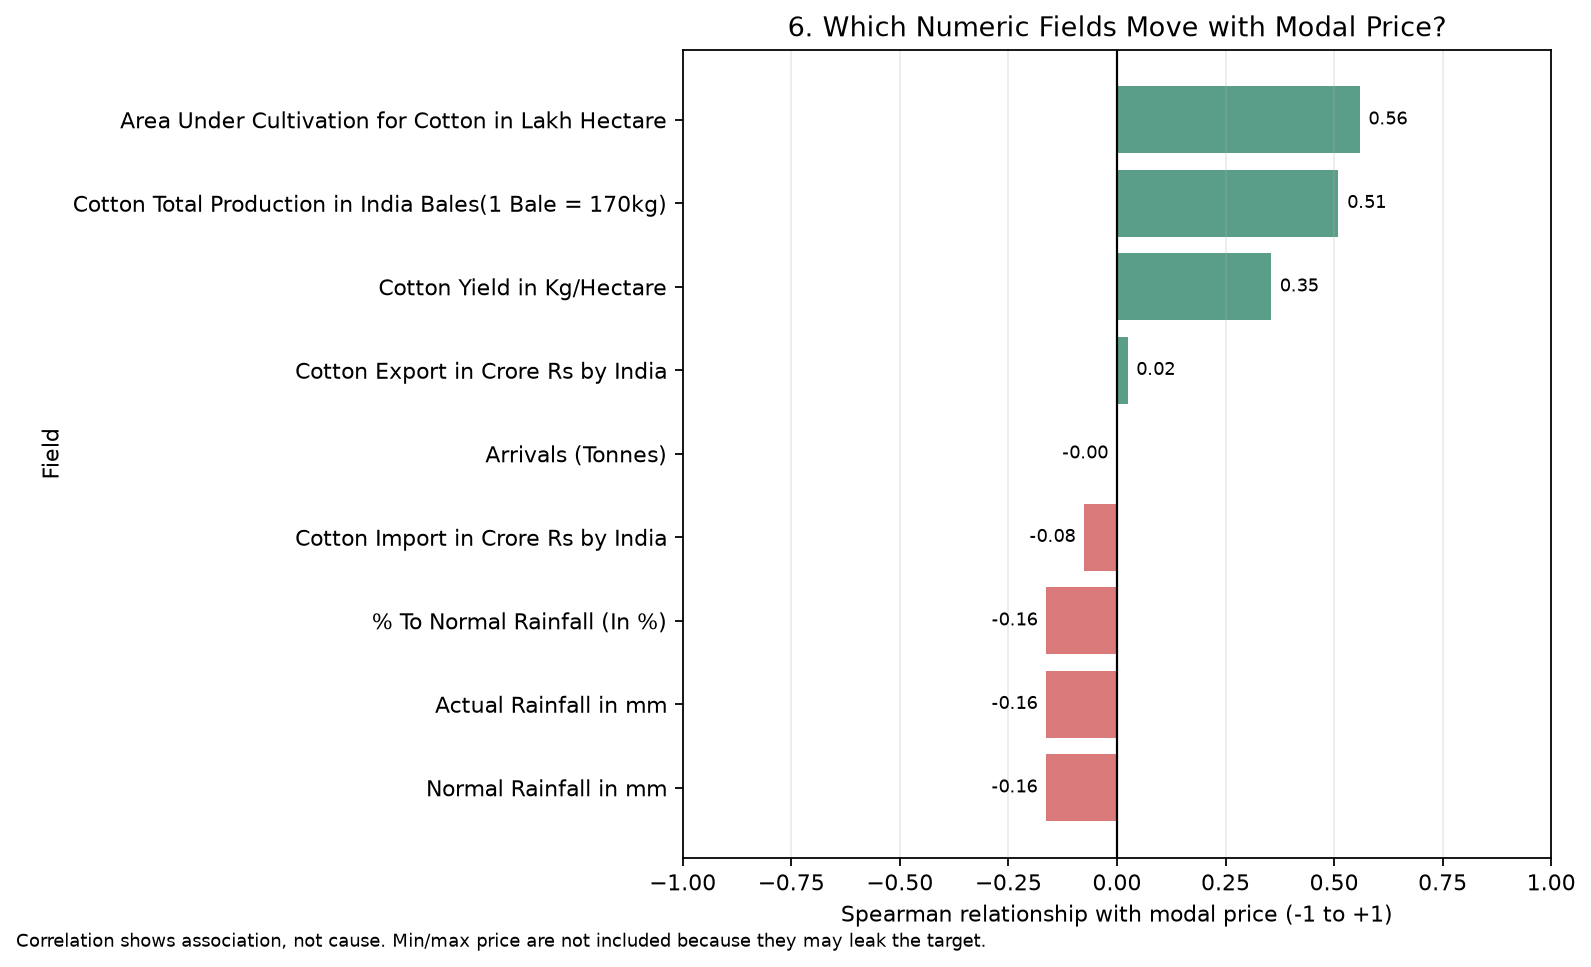 6. Which Numeric Fields Move with Modal Price?
Area Under Cultivation for Cotton in Lakh Hectare
0.56
Cotton Total Production in India Bales(1 Bale = 170kg)
0.51
Cotton Yield in Kg/Hectare
0.35
Cotton Export in Crore Rs by India
0.02
Field
Arrivals (Tonnes)
-0.00
Cotton Import in Crore Rs by India
-0.08
% To Normal Rainfall (In %)
-0.16
Actual Rainfall in mm
-0.16
Normal Rainfall in mm
-0.16
−1.00 −0.75 −0.50 −0.25 0.00 0.25 0.50 0.75 1.00
Spearman relationship with modal price (-1 to +1)
Correlation shows association, not cause. Min/max price are not included because they may leak the target.